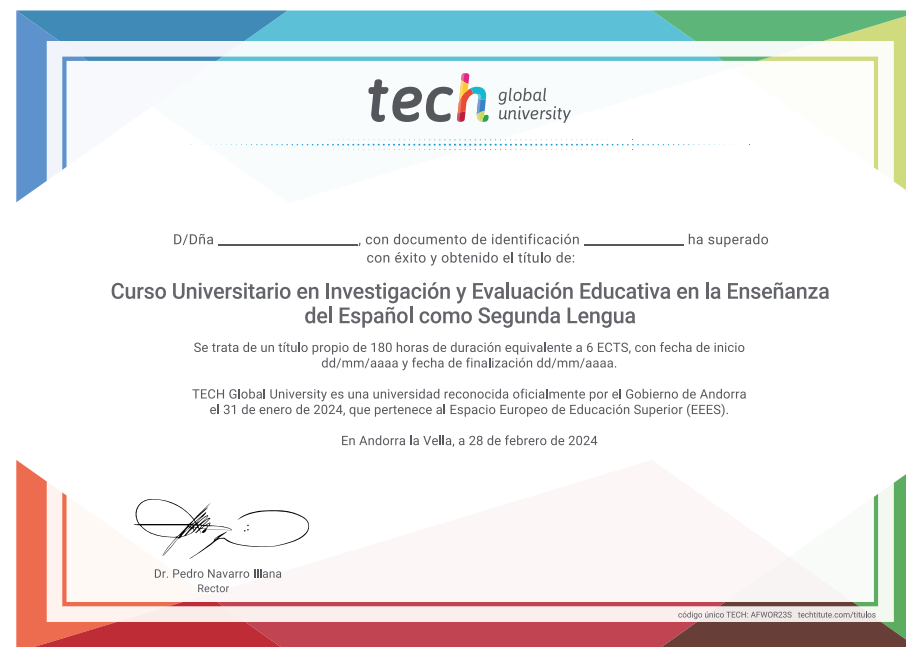 tech global university
D/Dña ______________, con documento de identificación __________ ha superado
con éxito y obtenido el título de:
Curso Universitario en Investigación y Evaluación Educativa en la Enseñanza
del Español como Segunda Lengua
Se trata de un título propio de 180 horas de duración equivalente a 6 ECTS, con fecha de inicio
dd/mm/aaaa y fecha de finalización dd/mm/aaaa.
TECH Global University es una universidad reconocida oficialmente por el Gobierno de Andorra
el 31 de enero de 2024, que pertenece al Espacio Europeo de Educación Superior (EEES).
En Andorra la Vella, a 28 de febrero de 2024
Dr. Pedro Navarro Illana
Rector
código único TECH: AFWOR23S techtitute.com/titulos